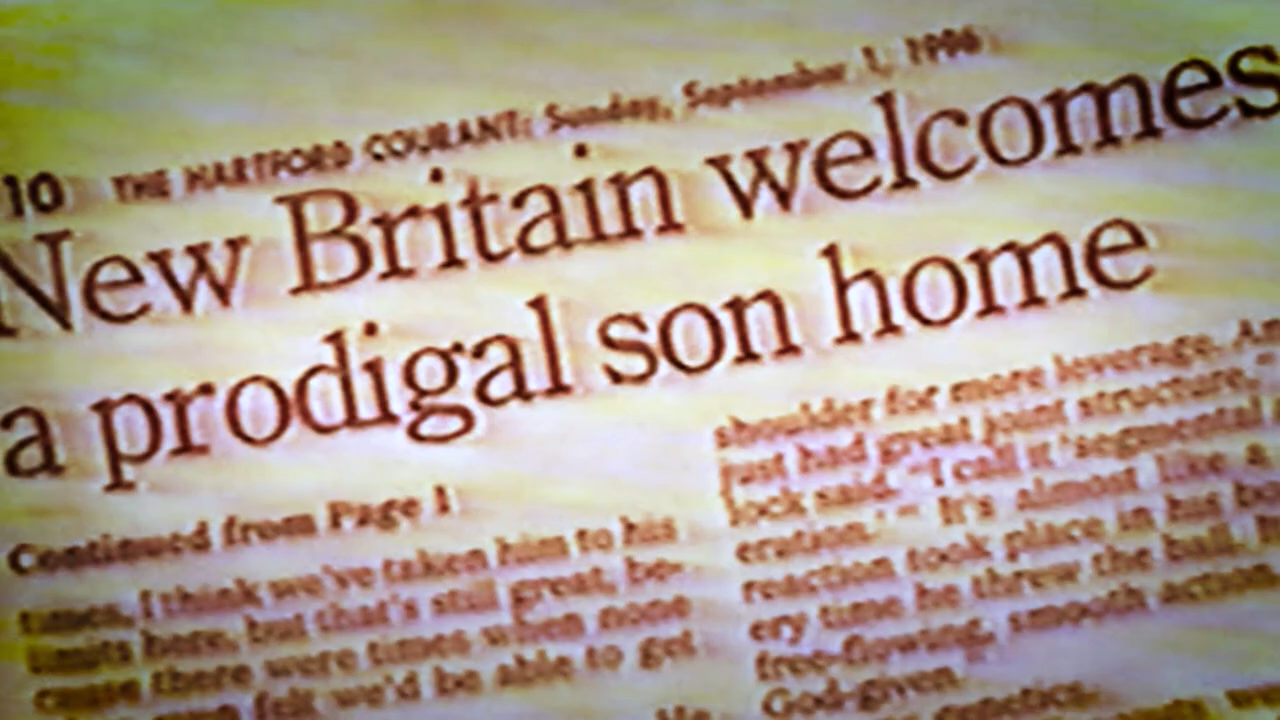 10 THE HARTFORD COURANT: Sunday, September 1, 1996
New Britain welcomes
a prodigal son home
Continued from Page 1
times. I think we've taken him to his
limits here, but that's still great, be-
cause there were times when none
felt we'd be able to get
shoulder for more leverage. An
just had great joint structure,"
lock said. "I call it 'segmental
eration.'" It's almost like a
reaction took place in his bo
ery time he threw the ball. It
free-flowing, smooth action
God-given.